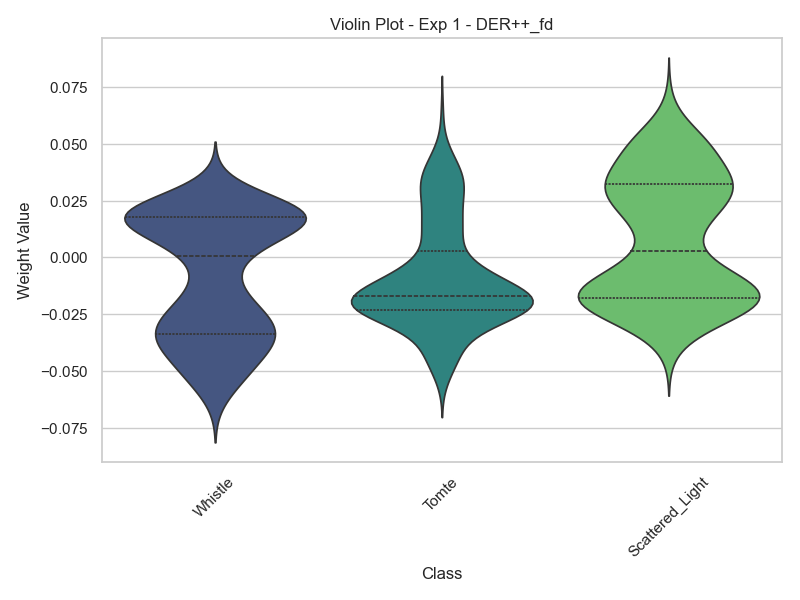 Violin Plot - Exp 1 - DER++_fd
0.075
0.050
0.025
0.000
−0.025
−0.050
−0.075
Weight Value
Whistle
Tomte
Scattered_Light
Class